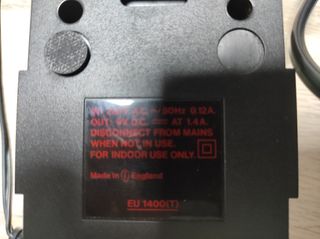 A.C. ~ / 50Hz 0.12A.
OUT: 9V D.C. AT 1.4A.
DISCONNECT FROM MAINS
WHEN NOT IN USE.
FOR INDOOR USE ONLY.
Made in England
EU 1400(T)